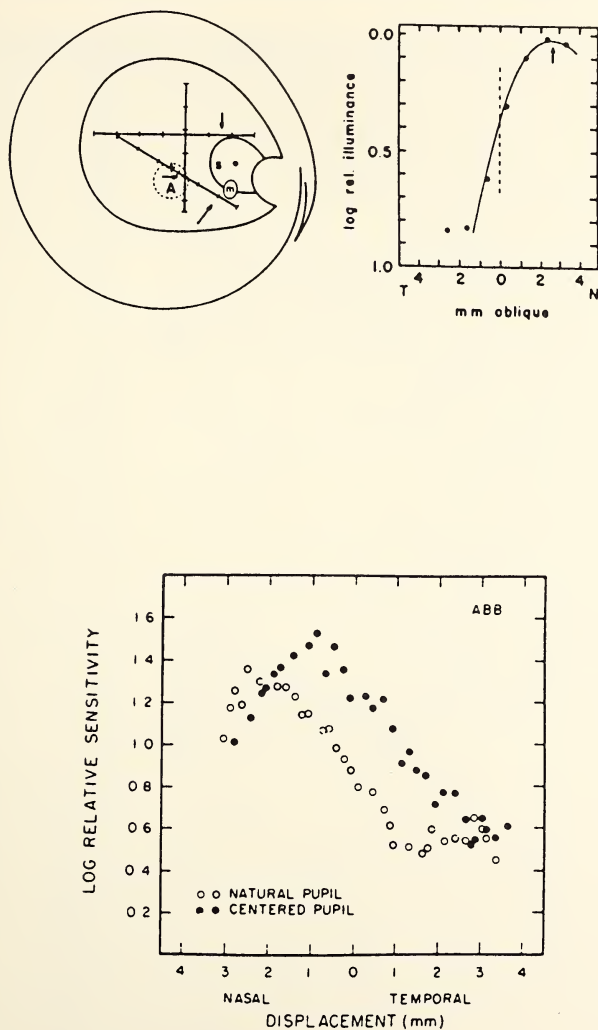 S
A
m
0.0
0.5
1.0
log rel. illuminance
T 4 2 0 2 4 N
mm oblique
ABB
1.6
1.4
1.2
1.0
0.8
0.6
0.4
0.2
LOG RELATIVE SENSITIVITY
○ ○ NATURAL PUPIL
● ● CENTERED PUPIL
4 3 2 1 0 1 2 3 4
NASAL TEMPORAL
DISPLACEMENT (mm)